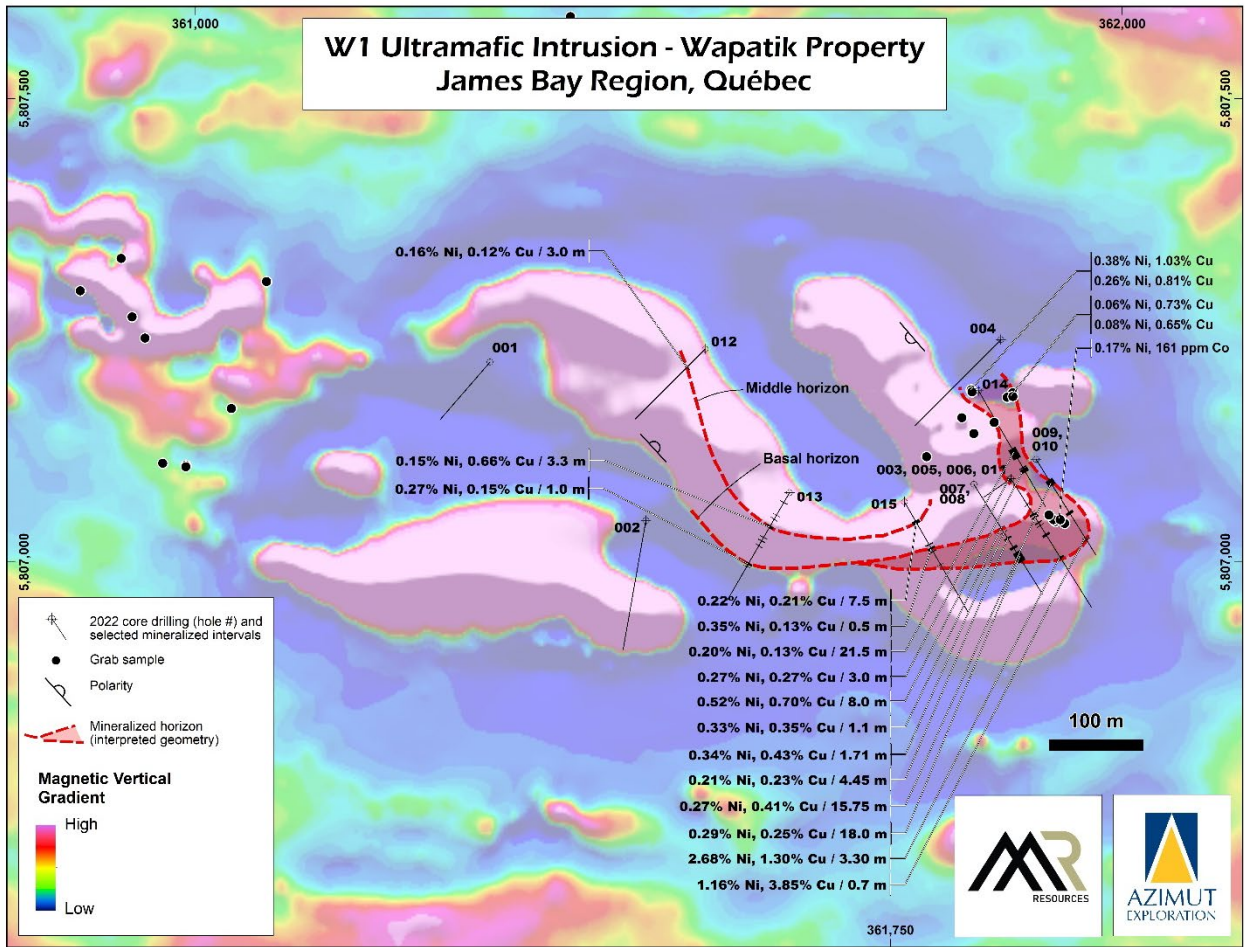 361,000
362,000
W1 Ultramafic Intrusion - Wapatik Property
James Bay Region, Québec
5,807,500
5,807,500
0.16% Ni, 0.12% Cu / 3.0 m
0.38% Ni, 1.03% Cu
0.26% Ni, 0.81% Cu
0.06% Ni, 0.73% Cu
0.08% Ni, 0.65% Cu
0.17% Ni, 161 ppm Co
004
012
001
014
Middle horizon
009,
010
Basal horizon
0.15% Ni, 0.66% Cu / 3.3 m
003, 005, 006, 01
007,
008
0.27% Ni, 0.15% Cu / 1.0 m
013
015
002
5,807,000
5,807,000
0.22% Ni, 0.21% Cu / 7.5 m
0.35% Ni, 0.13% Cu / 0.5 m
0.20% Ni, 0.13% Cu / 21.5 m
0.27% Ni, 0.27% Cu / 3.0 m
0.52% Ni, 0.70% Cu / 8.0 m
0.33% Ni, 0.35% Cu / 1.1 m
0.34% Ni, 0.43% Cu / 1.71 m
0.21% Ni, 0.23% Cu / 4.45 m
0.27% Ni, 0.41% Cu / 15.75 m
0.29% Ni, 0.25% Cu / 18.0 m
2.68% Ni, 1.30% Cu / 3.30 m
1.16% Ni, 3.85% Cu / 0.7 m
100 m
2022 core drilling (hole #) and
selected mineralized intervals
Grab sample
Polarity
Mineralized horizon
(interpreted geometry)
Magnetic Vertical
Gradient
High
Low
RESOURCES
AZIMUT
EXPLORATION
361,750